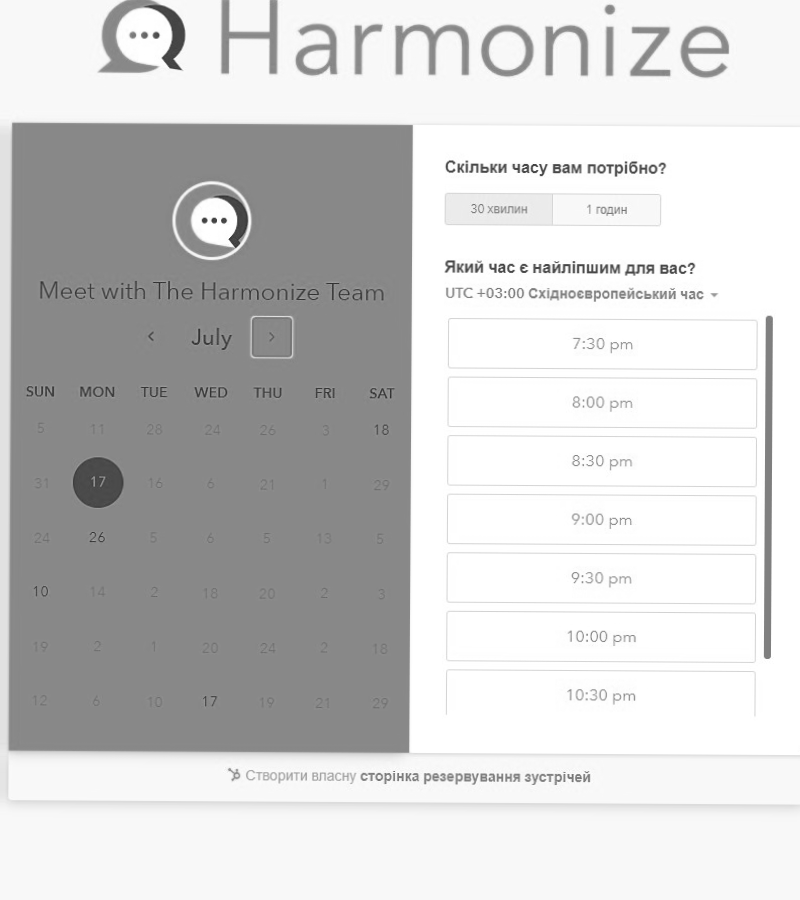 Harmonize
Meet with The Harmonize Team
July
SUN MON TUE WED THU FRI SAT
5 11 28 24 26 3 18
31 17 16 6 21 1 29
24 26 5 6 5 13 5
10 14 2 18 20 2 3
19 2 1 20 24 2 18
12 6 10 17 19 21 29
Скільки часу вам потрібно?
30 хвилин 1 годин
Який час є найліпшим для вас?
UTC +03:00 Східноєвропейський час
7:30 pm
8:00 pm
8:30 pm
9:00 pm
9:30 pm
10:00 pm
10:30 pm
Створити власну сторінка резервування зустрічей